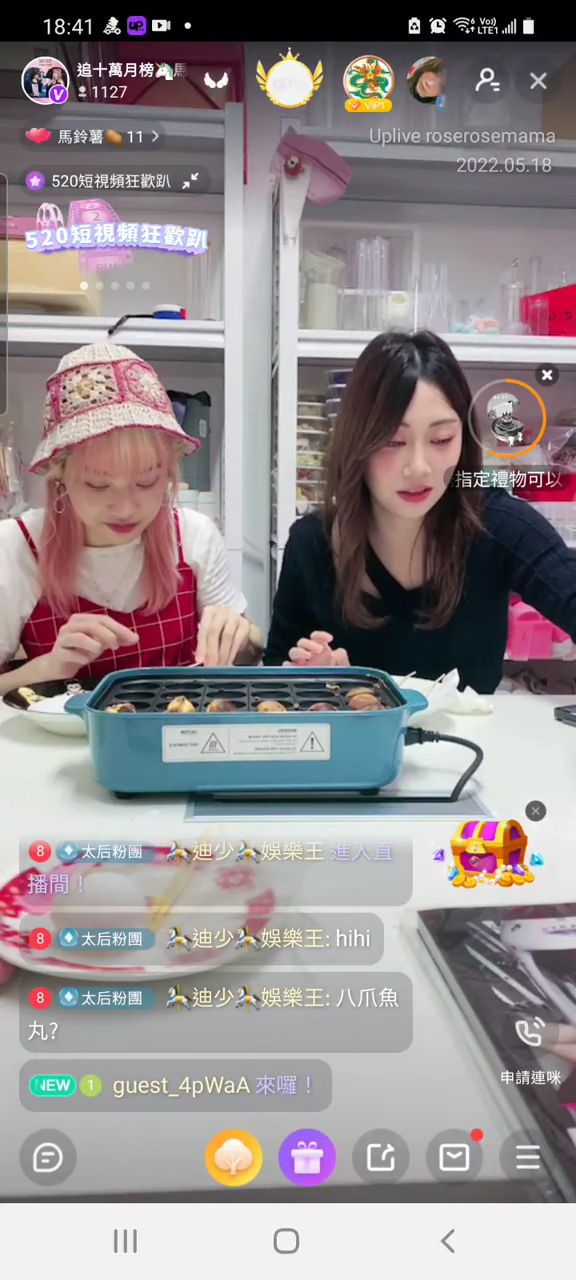 18:41
Vo))
LTE1
追十萬月榜🦄馬
1127
VIP1
馬鈴薯🥔 11 >
Uplive roserosemama
2022.05.18
520短視頻狂歡趴
520短視頻狂歡趴
指定禮物可以
8 太后粉團 🎠迪少🎠娛樂王 進入直
播間！
8 太后粉團 🎠迪少🎠娛樂王: hihi
8 太后粉團 🎠迪少🎠娛樂王: 八爪魚
丸?
NEW 1 guest_4pWaA 來囉！
申請連咪